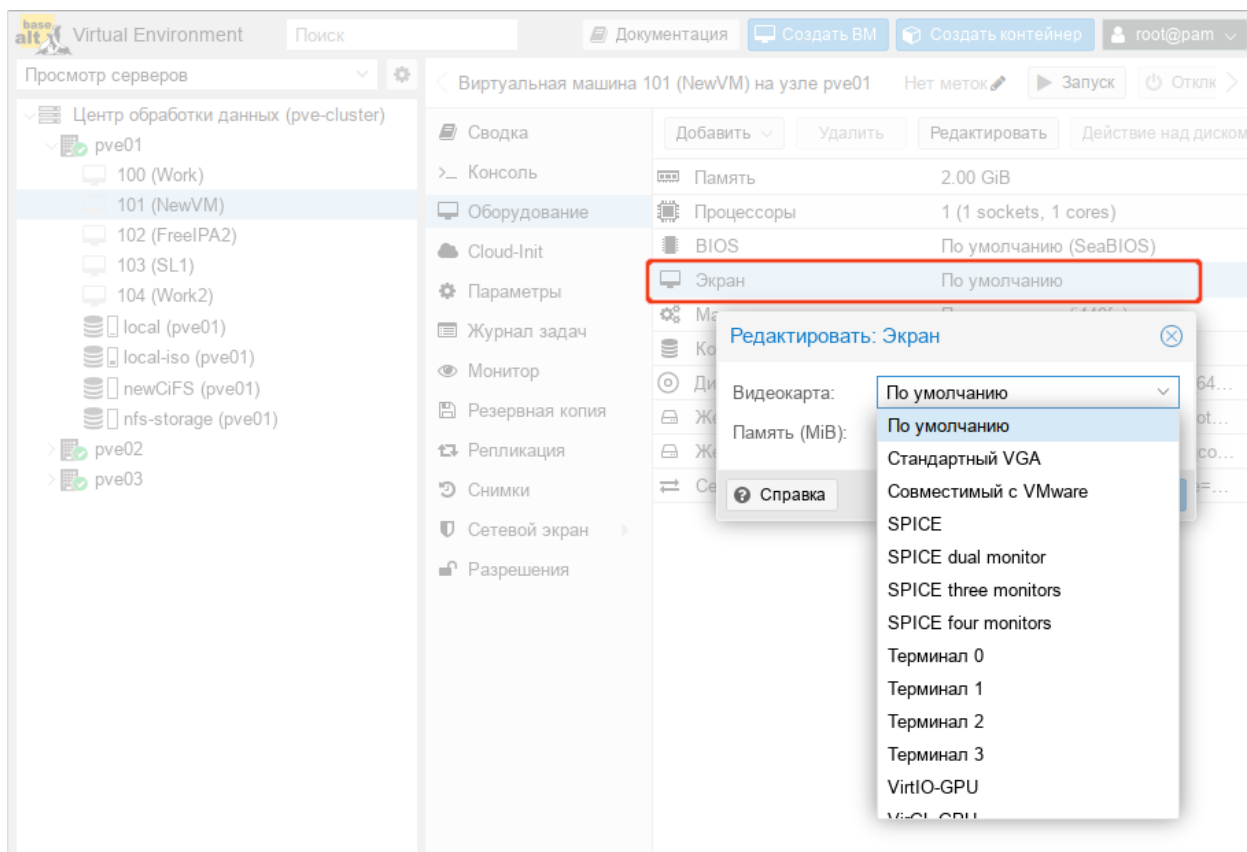 base
alt Virtual Environment Поиск Документация Создать ВМ Создать контейнер root@pam
Просмотр серверов Виртуальная машина 101 (NewVM) на узле pve01 Нет меток Запуск Отклк
Центр обработки данных (pve-cluster)
pve01
100 (Work)
101 (NewVM)
102 (FreeIPA2)
103 (SL1)
104 (Work2)
local (pve01)
local-iso (pve01)
newCiFS (pve01)
nfs-storage (pve01)
pve02
pve03
Сводка
Консоль
Оборудование
Cloud-Init
Параметры
Журнал задач
Монитор
Резервная копия
Репликация
Снимки
Сетевой экран
Разрешения
Добавить Удалить Редактировать Действие над диском
Память 2.00 GiB
Процессоры 1 (1 sockets, 1 cores)
BIOS По умолчанию (SeaBIOS)
Экран По умолчанию
Редактировать: Экран
Видеокарта: По умолчанию
Память (MiB):
Справка
По умолчанию
Стандартный VGA
Совместимый с VMware
SPICE
SPICE dual monitor
SPICE three monitors
SPICE four monitors
Терминал 0
Терминал 1
Терминал 2
Терминал 3
VirtIO-GPU